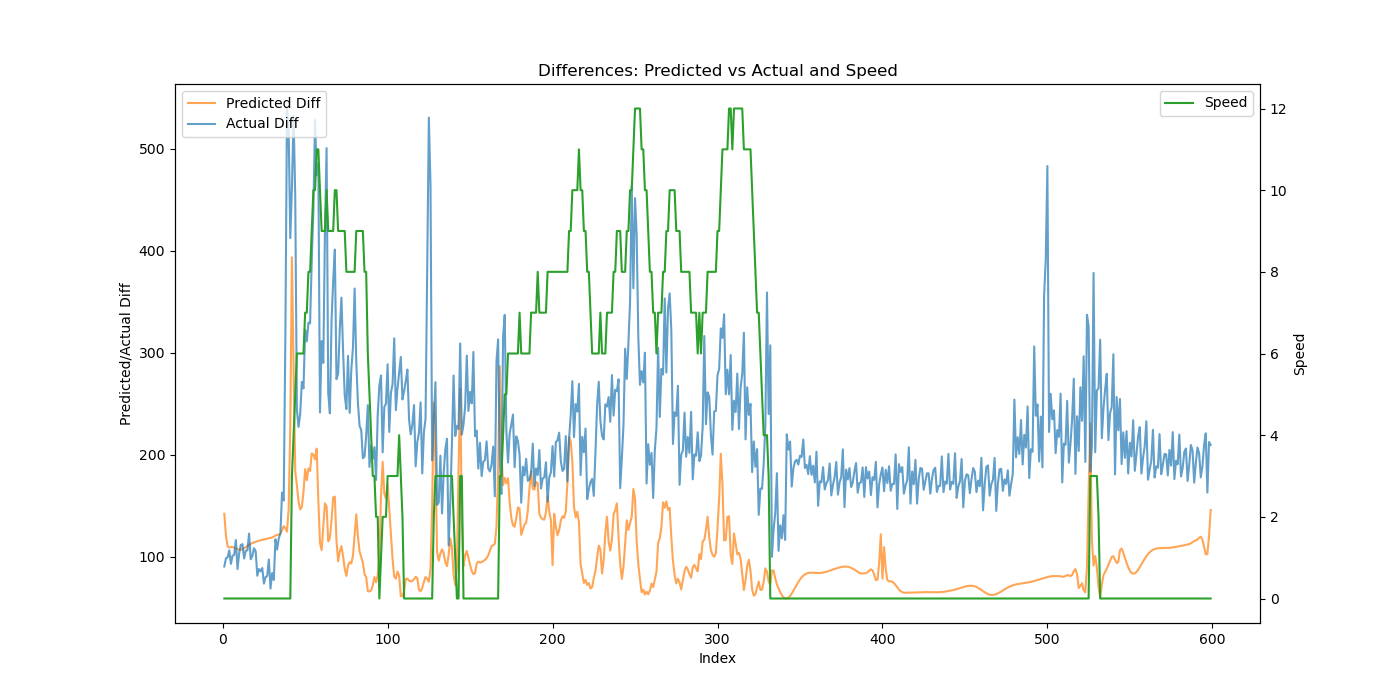 Differences: Predicted vs Actual and Speed
Predicted Diff
Actual Diff
Speed
500
400
300
200
100
12
10
8
6
4
2
0
Predicted/Actual Diff
Speed
0
100
200
300
400
500
600
Index